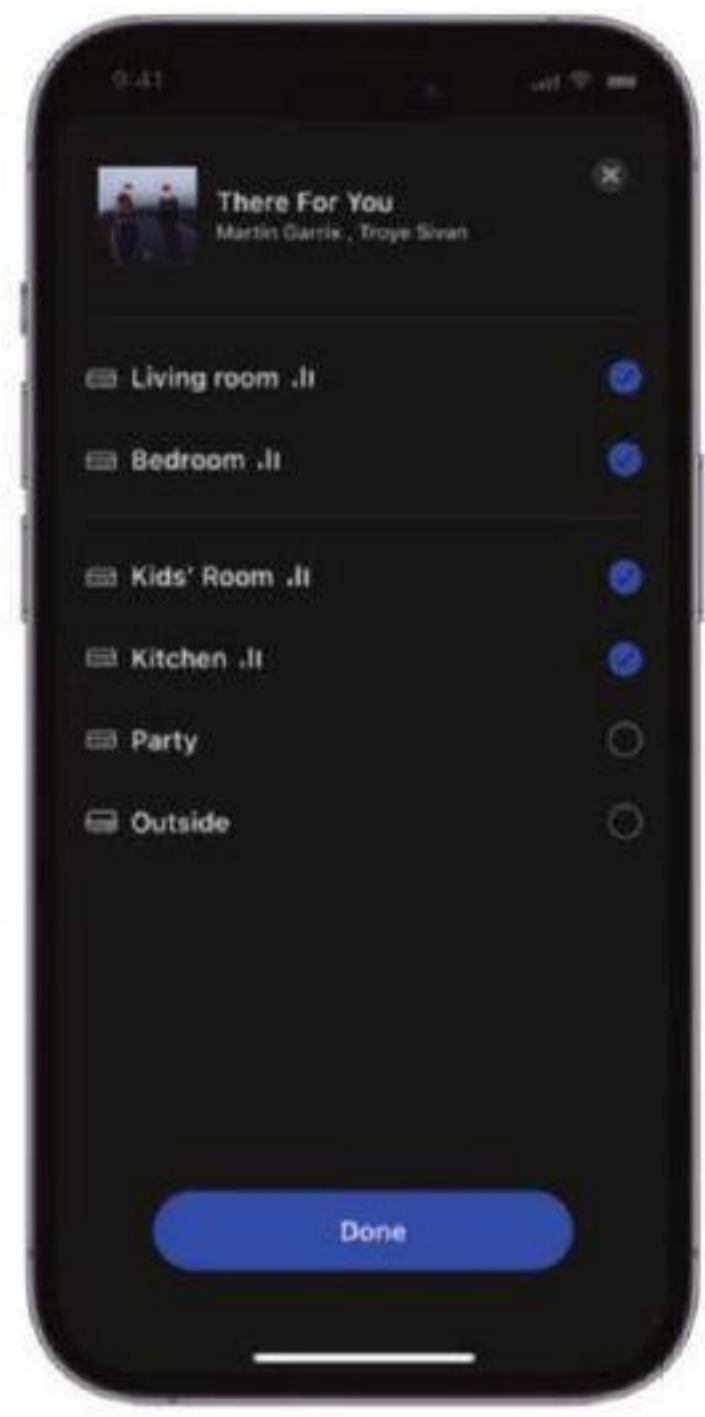 9:41
There For You
Martin Garrix , Troye Sivan
Living room
Bedroom
Kids' Room
Kitchen
Party
Outside
Done